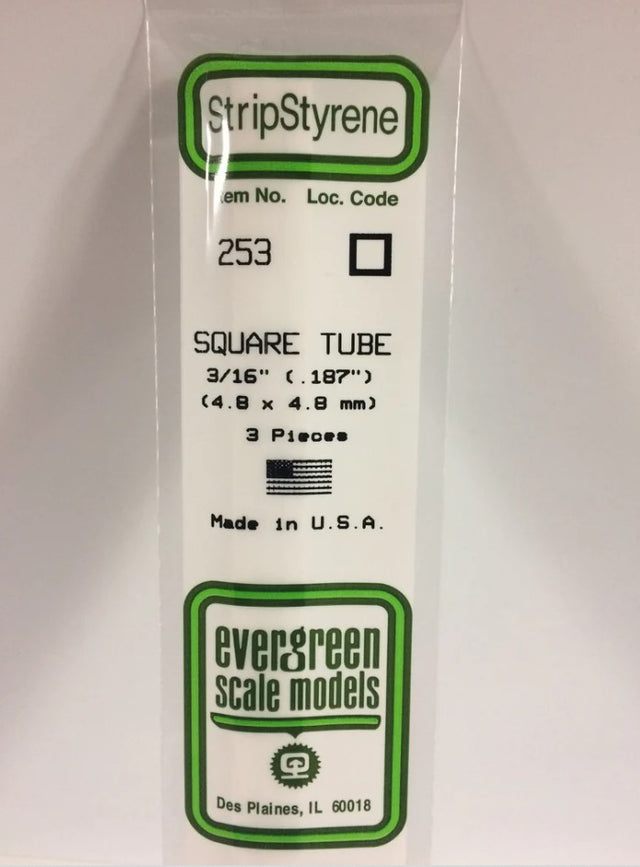 StripStyrene
Item No. Loc. Code
253
SQUARE TUBE
3/16" (.187")
(4.8 x 4.8 mm)
3 Pieces
Made in U.S.A.
evergreen
scale models
Des Plaines, IL 60018